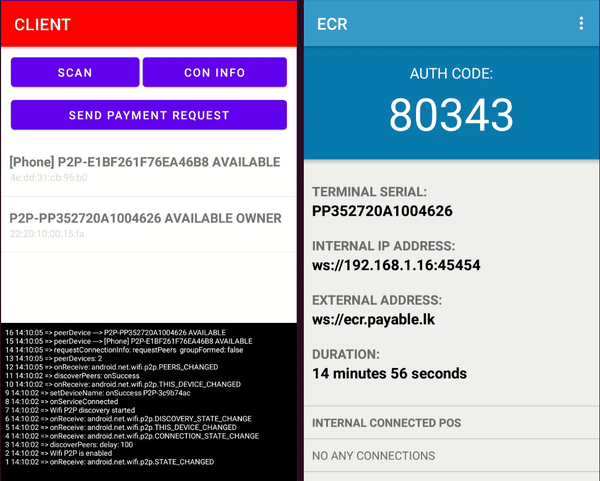 CLIENT
SCAN
CON INFO
SEND PAYMENT REQUEST
[Phone] P2P-E1BF261F76EA46B8 AVAILABLE
4e:dd:31:cb:96:b0
P2P-PP352720A1004626 AVAILABLE OWNER
22:20:10:00:15:fa
16 14:10:05 => peerDevice ---> P2P-PP352720A1004626 AVAILABLE
15 14:10:05 => peerDevice ---> [Phone] P2P-E1BF261F76EA46B8 AVAILABLE
14 14:10:05 => requestConnectionInfo: requestPeers groupFormed: false
13 14:10:05 => peerDevices: 2
12 14:10:05 => onReceive: android.net.wifi.p2p.PEERS_CHANGED
11 14:10:02 => discoverPeers: onSuccess
10 14:10:02 => onReceive: android.net.wifi.p2p.THIS_DEVICE_CHANGED
9 14:10:02 => setDeviceName: onSuccess P2P-3c9b74ac
8 14:10:02 => onServiceConnected
7 14:10:02 => Wifi P2P discovery started
6 14:10:02 => onReceive: android.net.wifi.p2p.DISCOVERY_STATE_CHANGE
5 14:10:02 => onReceive: android.net.wifi.p2p.THIS_DEVICE_CHANGED
4 14:10:02 => onReceive: android.net.wifi.p2p.CONNECTION_STATE_CHANGE
3 14:10:02 => discoverPeers: delay: 100
2 14:10:02 => Wifi P2P is enabled
1 14:10:02 => onReceive: android.net.wifi.p2p.STATE_CHANGED
ECR
AUTH CODE:
80343
TERMINAL SERIAL:
PP352720A1004626
INTERNAL IP ADDRESS:
ws://192.168.1.16:45454
EXTERNAL ADDRESS:
ws://ecr.payable.lk
DURATION:
14 minutes 56 seconds
INTERNAL CONNECTED POS
NO ANY CONNECTIONS